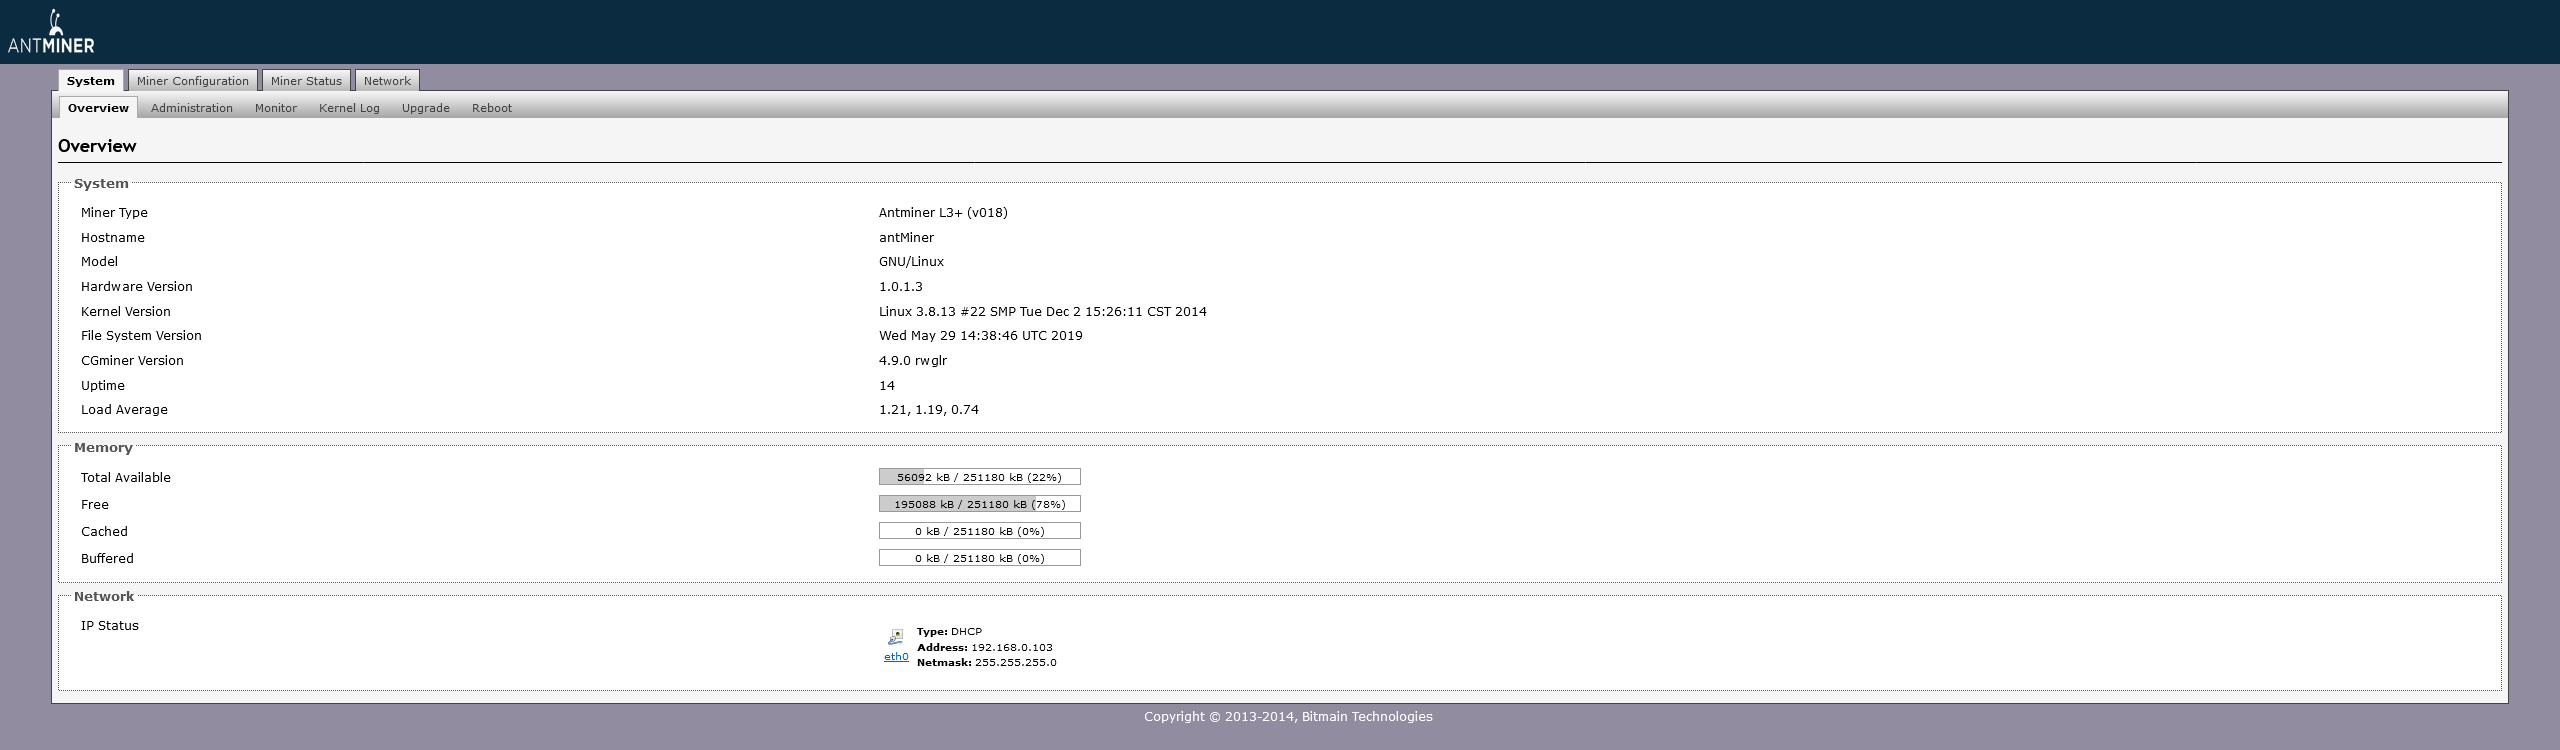 ANTMINER
System Miner Configuration Miner Status Network
Overview Administration Monitor Kernel Log Upgrade Reboot
Overview
System
Miner Type Antminer L3+ (v018)
Hostname antMiner
Model GNU/Linux
Hardware Version 1.0.1.3
Kernel Version Linux 3.8.13 #22 SMP Tue Dec 2 15:26:11 CST 2014
File System Version Wed May 29 14:38:46 UTC 2019
CGminer Version 4.9.0 rwglr
Uptime 14
Load Average 1.21, 1.19, 0.74
Memory
Total Available 56092 kB / 251180 kB (22%)
Free 195088 kB / 251180 kB (78%)
Cached 0 kB / 251180 kB (0%)
Buffered 0 kB / 251180 kB (0%)
Network
IP Status
Type: DHCP
Address: 192.168.0.103
eth0
Netmask: 255.255.255.0
Copyright © 2013-2014, Bitmain Technologies